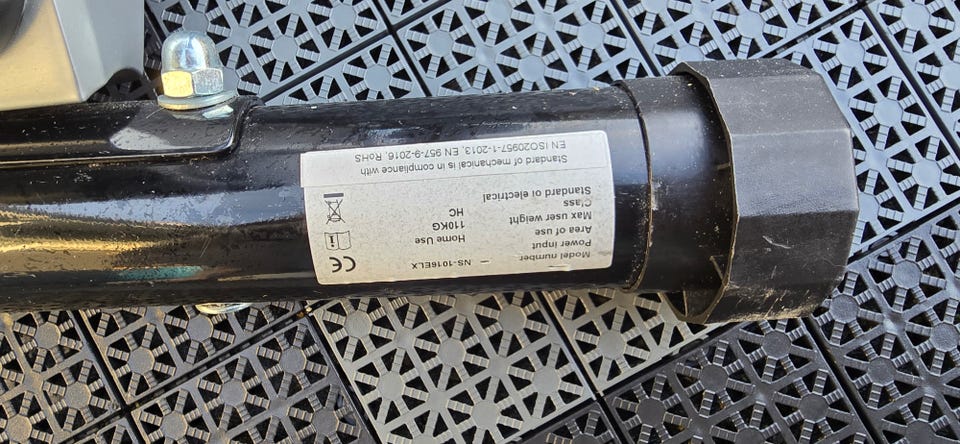 Model number NS-1016ELX
Power input –
Area of use Home Use
Max user weight 110KG
Class HC
Standard of electrical
Standard of mechanical is in compliance with
EN ISO20957-1-2013, EN 957-9-2016, RoHS
CE